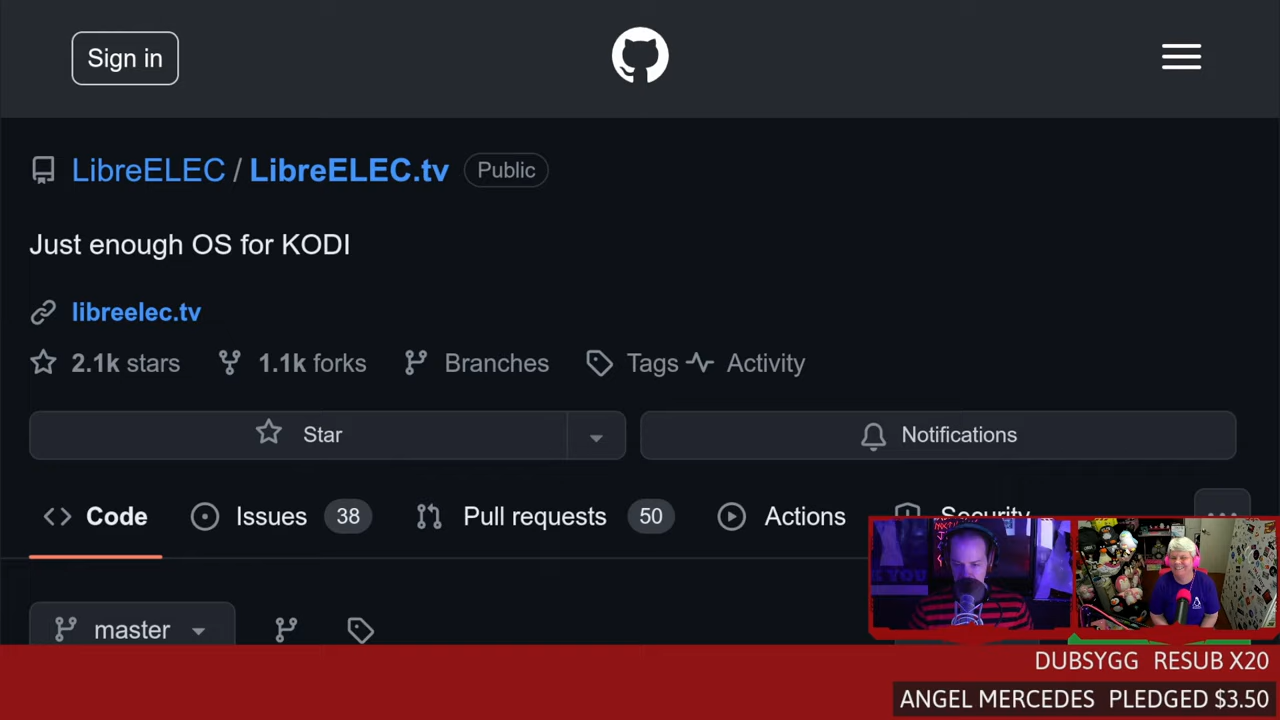 Sign in
LibreELEC / LibreELEC.tv Public
Just enough OS for KODI
libreelec.tv
2.1k stars 1.1k forks Branches Tags Activity
Star Notifications
Code Issues 38 Pull requests 50 Actions Security
master
DUBSYGG RESUB X20
ANGEL MERCEDES PLEDGED $3.50